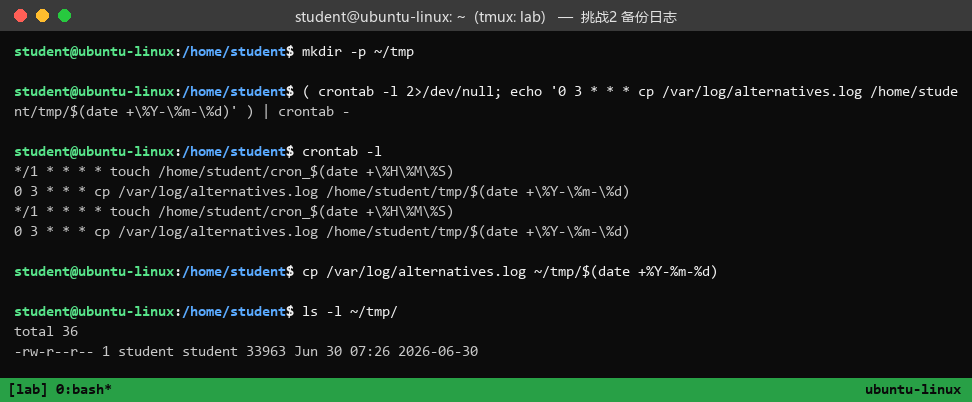 student@ubuntu-linux: ~  (tmux: lab)  — 挑战2 备份日志
student@ubuntu-linux:/home/student$ mkdir -p ~/tmp
student@ubuntu-linux:/home/student$ ( crontab -l 2>/dev/null; echo '0 3 * * * cp /var/log/alternatives.log /home/stude
nt/tmp/$(date +\%Y-\%m-\%d)' ) | crontab -
student@ubuntu-linux:/home/student$ crontab -l
*/1 * * * * touch /home/student/cron_$(date +\%H\%M\%S)
0 3 * * * cp /var/log/alternatives.log /home/student/tmp/$(date +\%Y-\%m-\%d)
*/1 * * * * touch /home/student/cron_$(date +\%H\%M\%S)
0 3 * * * cp /var/log/alternatives.log /home/student/tmp/$(date +\%Y-\%m-\%d)
student@ubuntu-linux:/home/student$ cp /var/log/alternatives.log ~/tmp/$(date +%Y-%m-%d)
student@ubuntu-linux:/home/student$ ls -l ~/tmp/
total 36
-rw-r--r-- 1 student student 33963 Jun 30 07:26 2026-06-30
[lab] 0:bash* ubuntu-linux